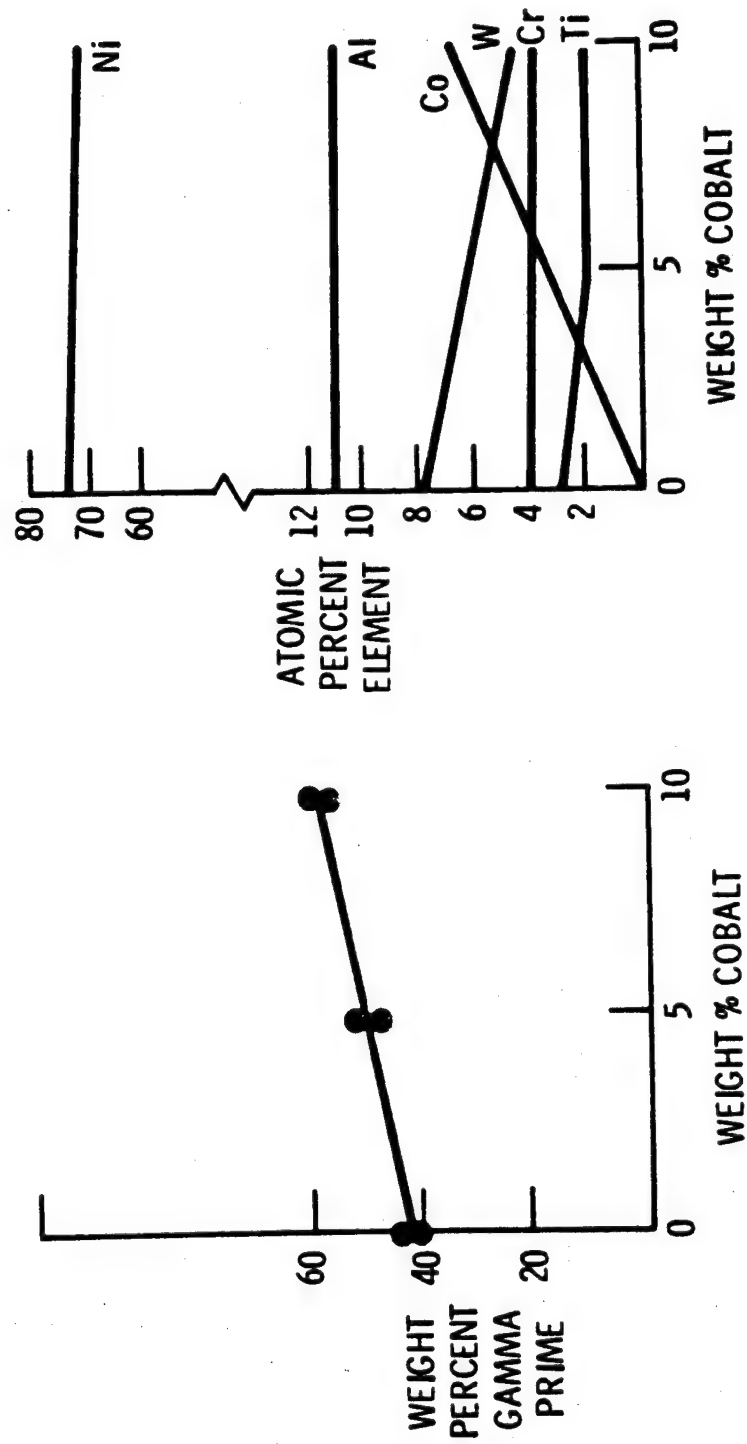 WEIGHT
PERCENT
GAMMA
PRIME
60
40
20
0
5
10
WEIGHT % COBALT
ATOMIC
PERCENT
ELEMENT
80
70
60
12
10
8
6
4
2
0
5
10
Ni
Al
Co
W
Cr
Ti
WEIGHT % COBALT